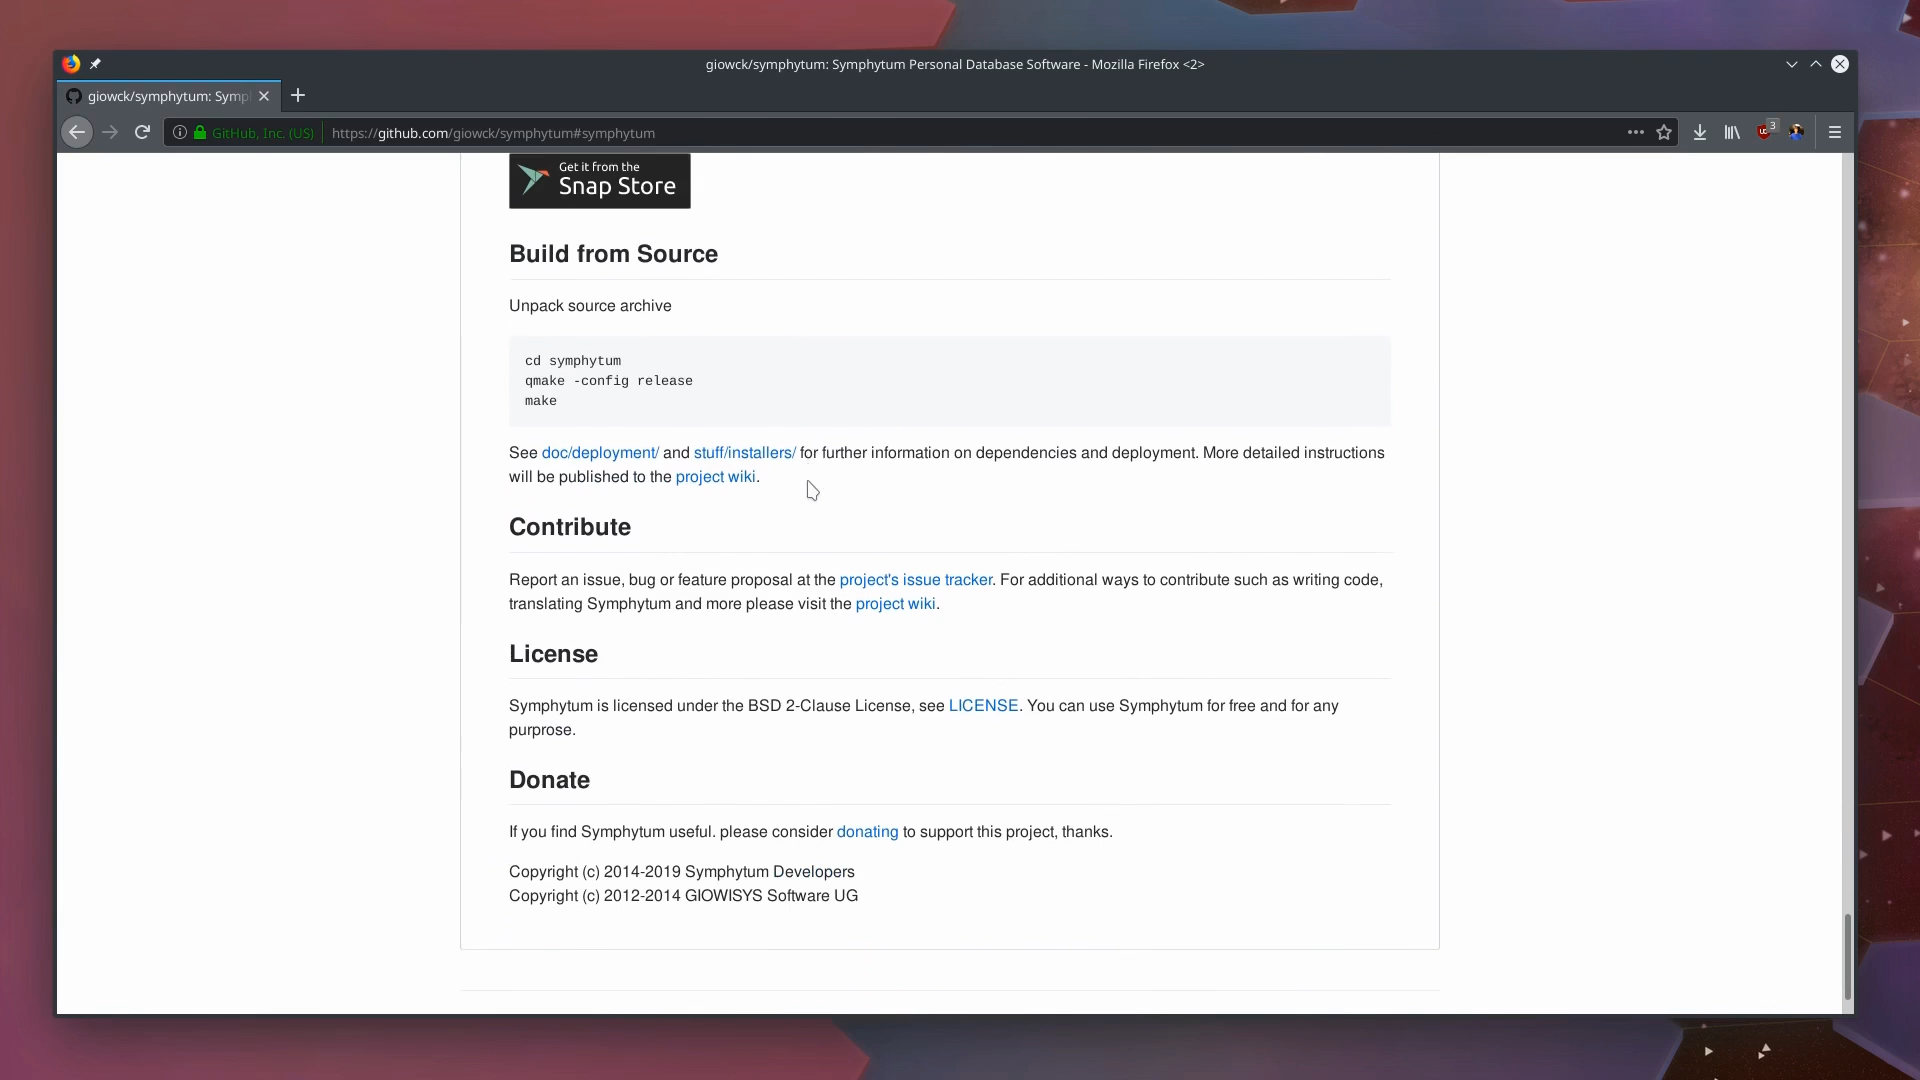 giowck/symphytum: Symphytum Personal Database Software - Mozilla Firefox <2>
giowck/symphytum: Symp
GitHub, Inc. (US)
https://github.com/giowck/symphytum#symphytum
3
Get it from the
Snap Store
Build from Source
Unpack source archive
cd symphytum
qmake -config release
make
See doc/deployment/ and stuff/installers/ for further information on dependencies and deployment. More detailed instructions
will be published to the project wiki.
Contribute
Report an issue, bug or feature proposal at the project's issue tracker. For additional ways to contribute such as writing code,
translating Symphytum and more please visit the project wiki.
License
Symphytum is licensed under the BSD 2-Clause License, see LICENSE. You can use Symphytum for free and for any
purprose.
Donate
If you find Symphytum useful. please consider donating to support this project, thanks.
Copyright (c) 2014-2019 Symphytum Developers
Copyright (c) 2012-2014 GIOWISYS Software UG